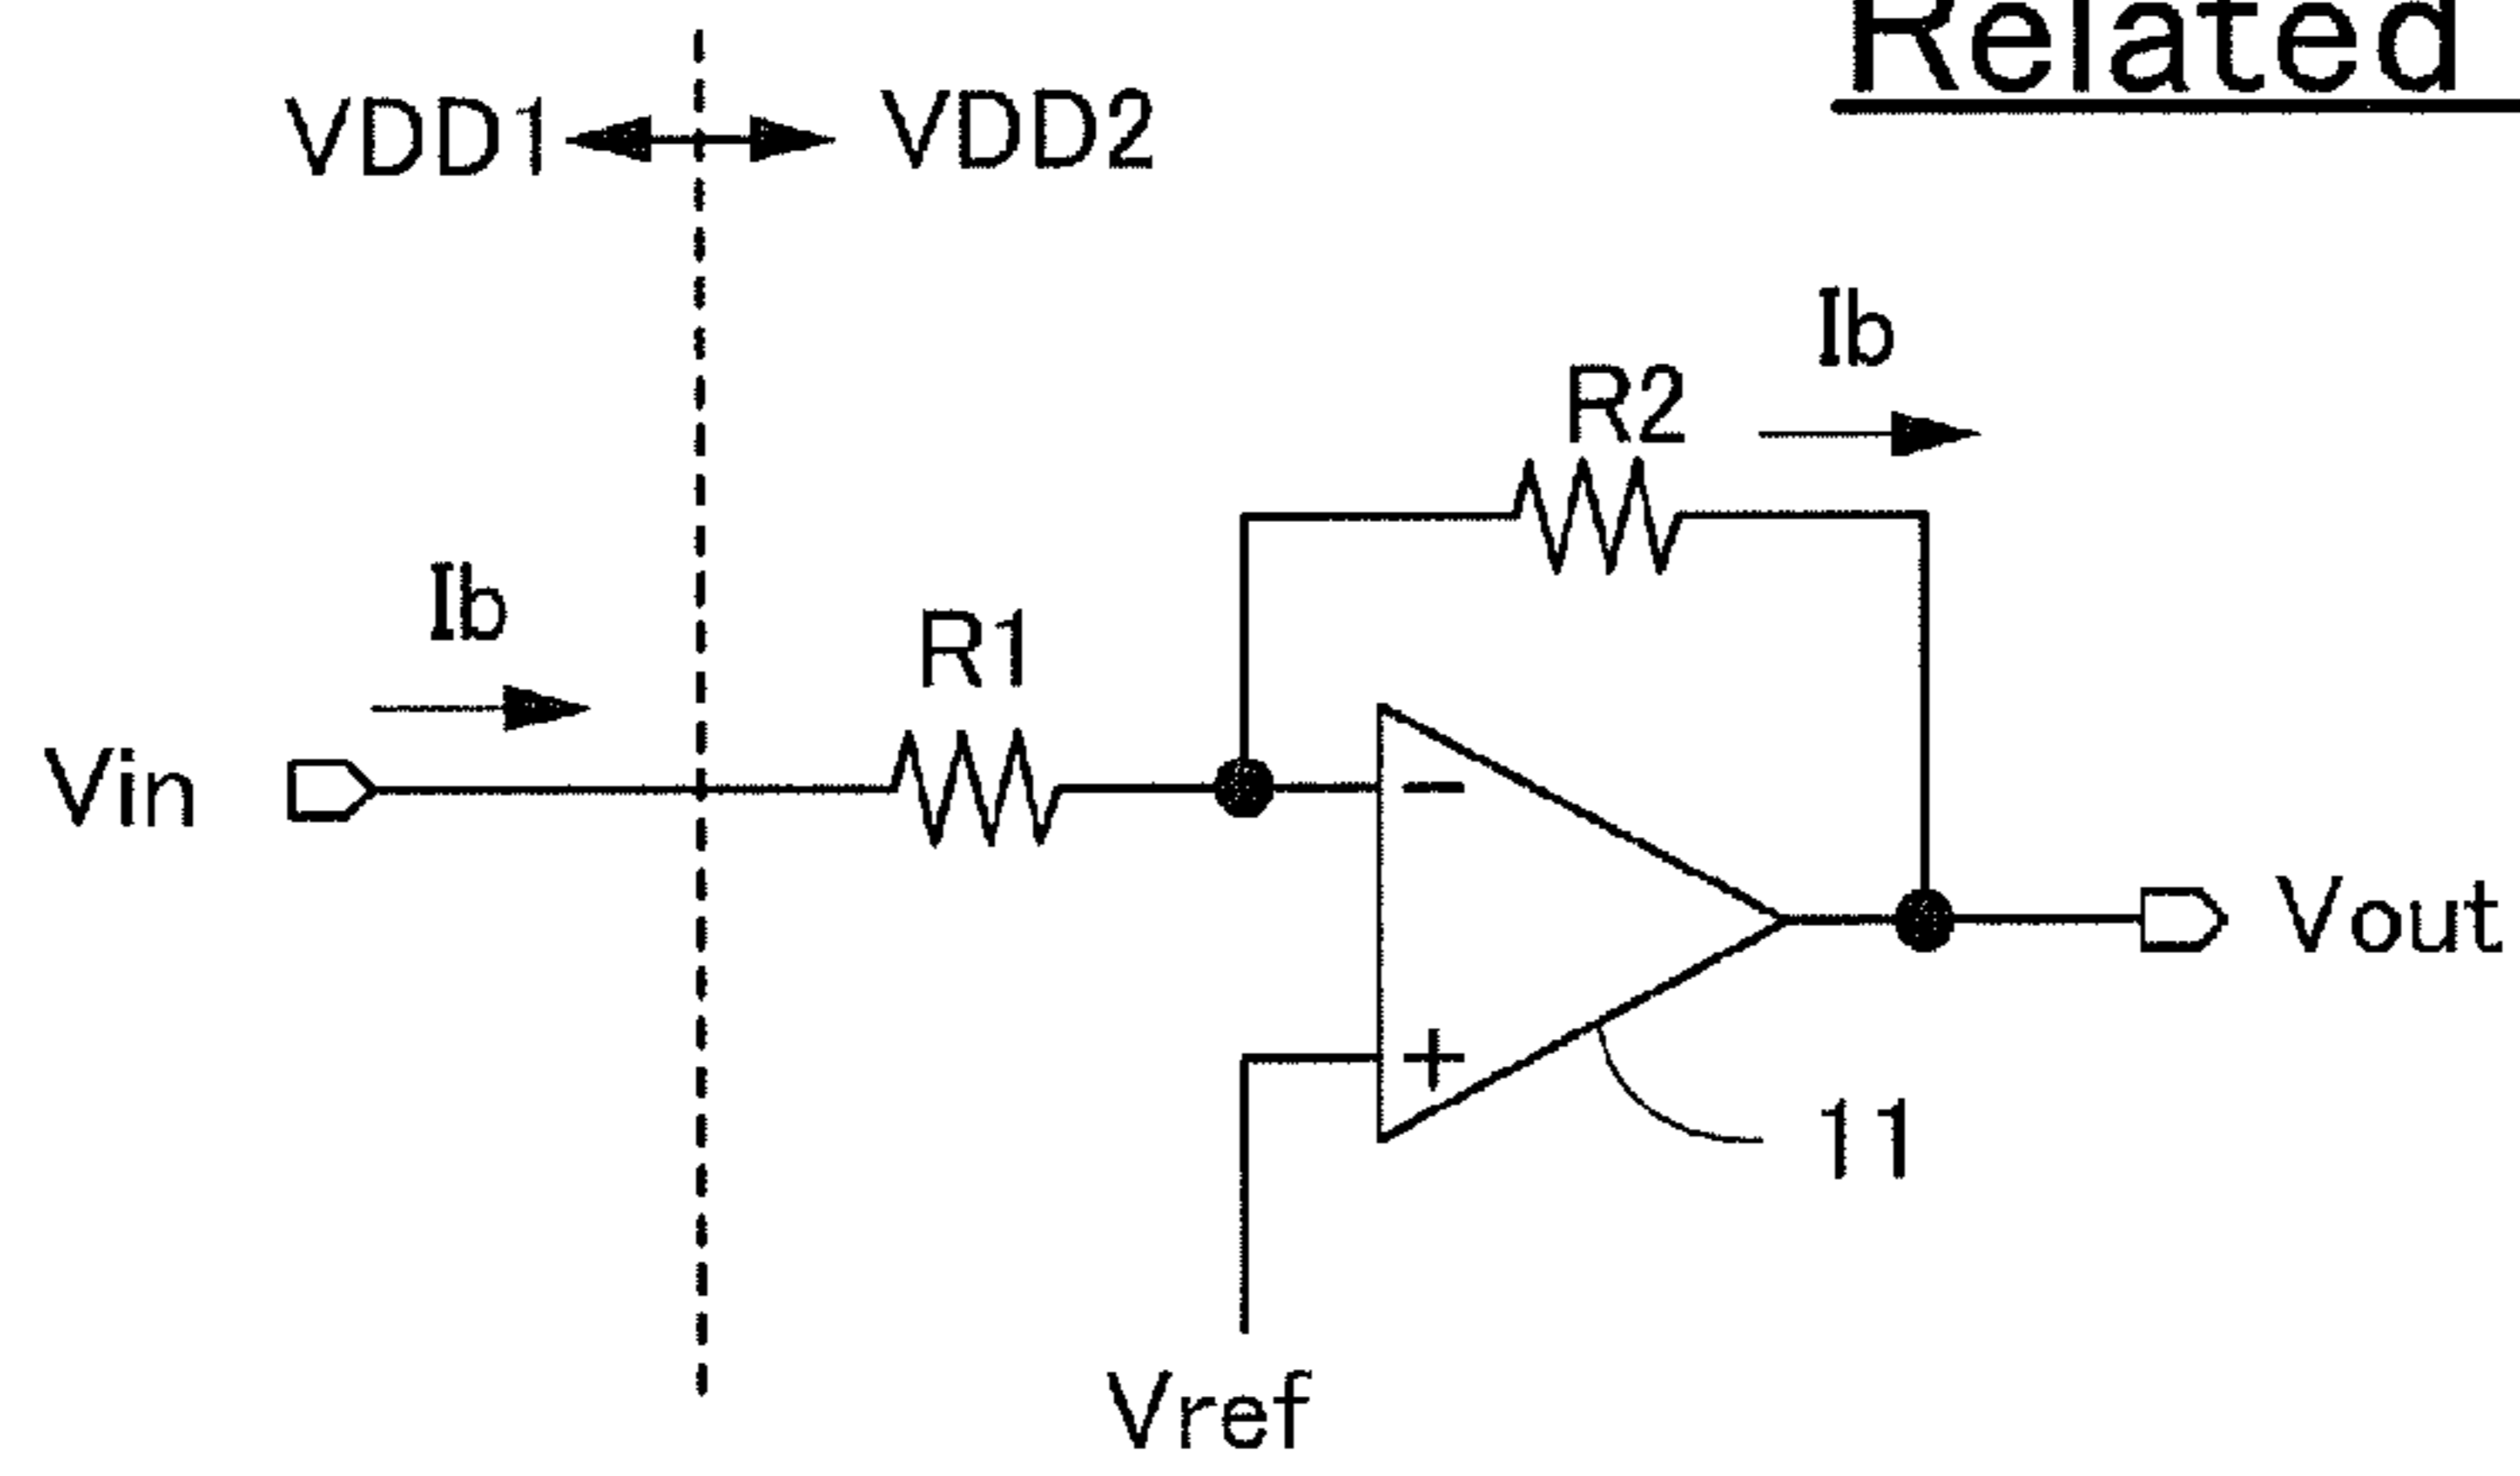 Related
VDD1
VDD2
Ib
R2
Ib
R1
Vin
-
Vout
+
11
Vref